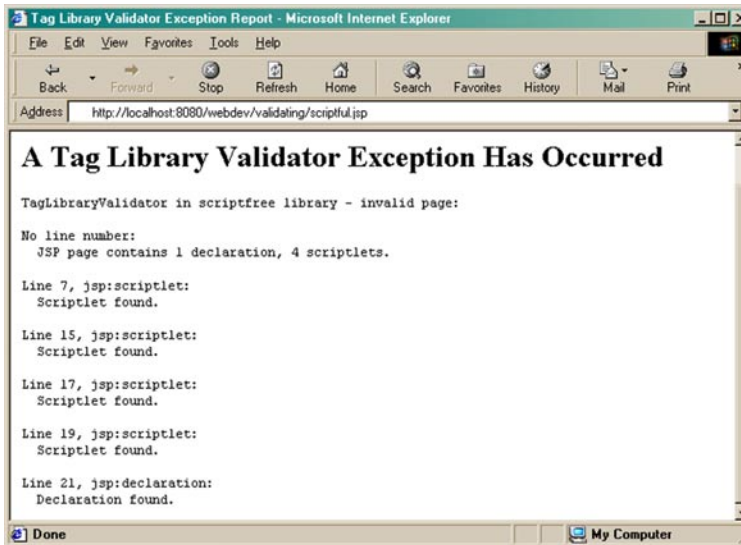 Tag Library Validator Exception Report - Microsoft Internet Explorer
File Edit View Favorites Tools Help
Back Forward Stop Refresh Home Search Favorites History Mail Print
Address http://localhost:8080/webdev/validating/scriptful.jsp
A Tag Library Validator Exception Has Occurred
TagLibraryValidator in scriptfree library - invalid page:
No line number:
JSP page contains 1 declaration, 4 scriptlets.
Line 7, jsp:scriptlet:
Scriptlet found.
Line 15, jsp:scriptlet:
Scriptlet found.
Line 17, jsp:scriptlet:
Scriptlet found.
Line 19, jsp:scriptlet:
Scriptlet found.
Line 21, jsp:declaration:
Declaration found.
Done My Computer